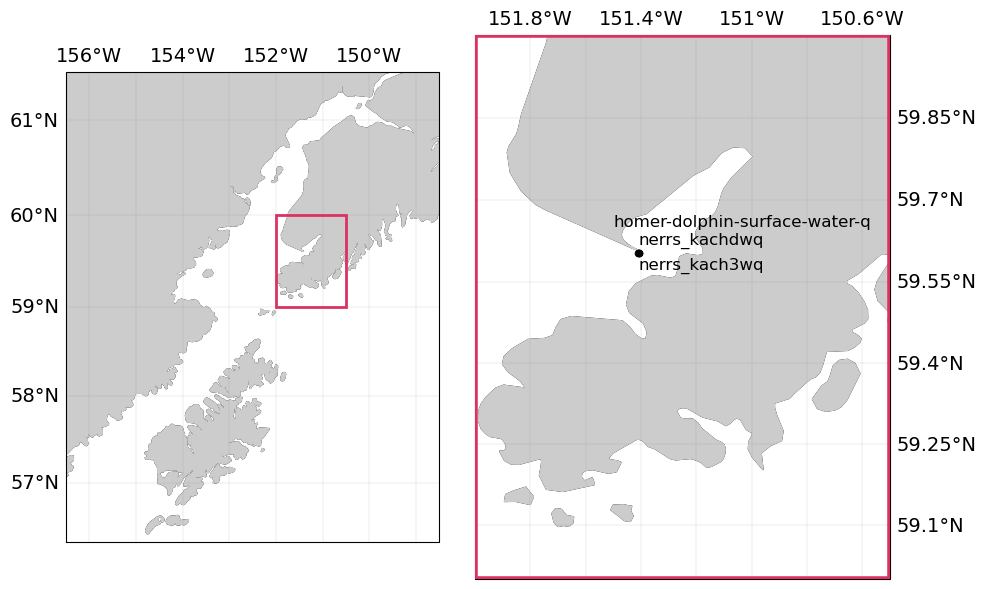 156°W 154°W 152°W 150°W
61°N
60°N
59°N
58°N
57°N
151.8°W 151.4°W 151°W 150.6°W
59.85°N
59.7°N
59.55°N
59.4°N
59.25°N
59.1°N
homer-dolphin-surface-water-q
nerrs_kachdwq
nerrs_kach3wq